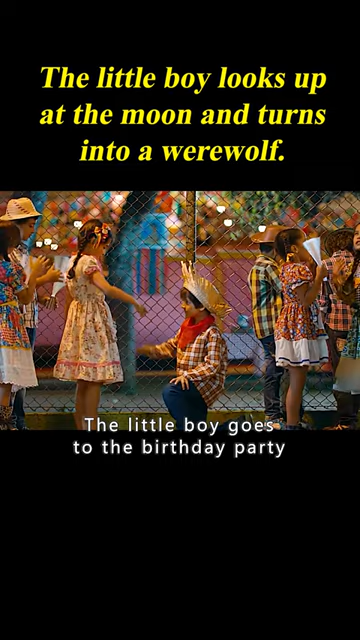 The little boy looks up
at the moon and turns
into a werewolf.
The little boy goes
to the birthday party